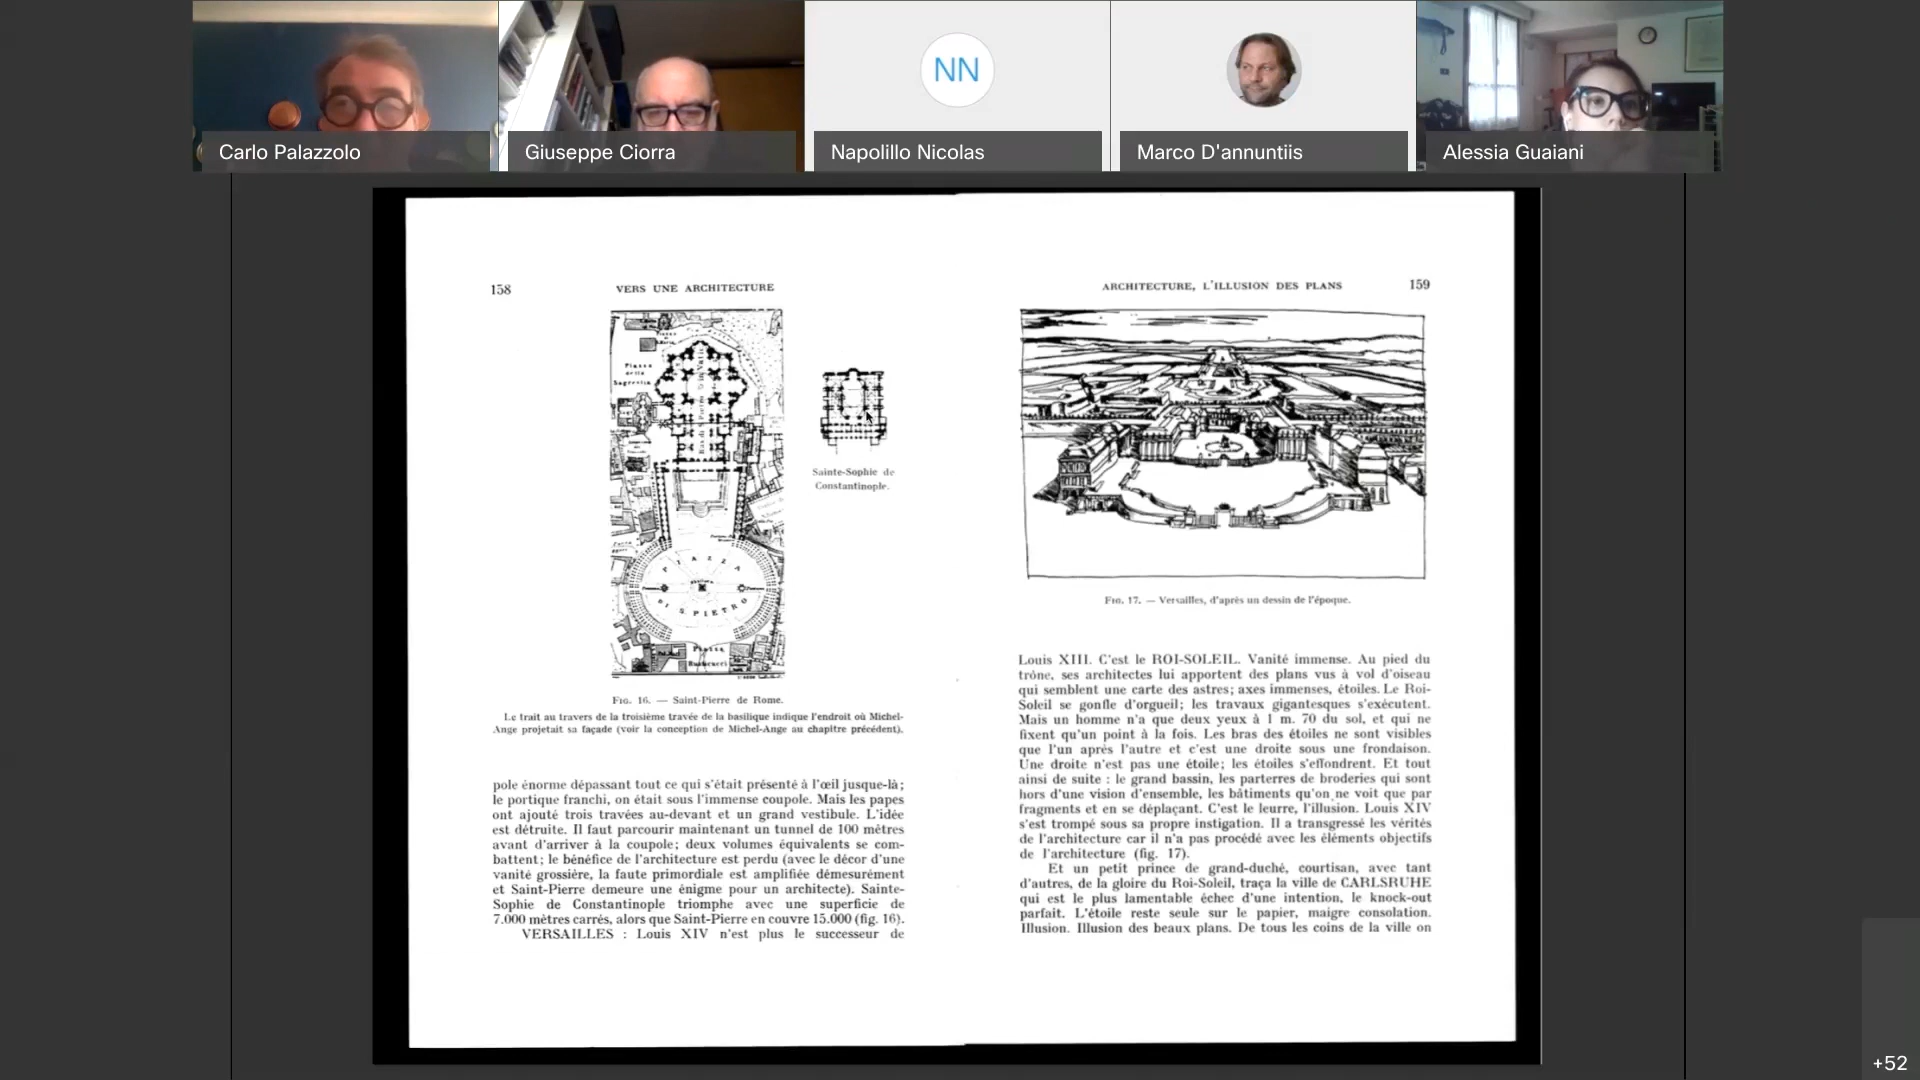 NN
Carlo Palazzolo
Giuseppe Ciorra
Napolillo Nicolas
Marco D'annuntiis
Alessia Guaiani
158
VERS UNE ARCHITECTURE
Piazza
della
Sagrestia
PIAZZA
DI S. PIETRO
Piazza
Rusticucci
Sainte-Sophie de
Constantinople.
FIG. 16. — Saint-Pierre de Rome.
Le trait au travers de la troisième travée de la basilique indique l'endroit où Michel-
Ange projetait sa façade (voir la conception de Michel-Ange au chapitre précédent).
pole énorme dépassant tout ce qui s'était présenté à l'œil jusque-là;
le portique franchi, on était sous l'immense coupole. Mais les papes
ont ajouté trois travées au-devant et un grand vestibule. L'idée
est détruite. Il faut parcourir maintenant un tunnel de 100 mètres
avant d'arriver à la coupole; deux volumes équivalents se com-
battent; le bénéfice de l'architecture est perdu (avec le décor d'une
vanité grossière, la faute primordiale est amplifiée démesurément
et Saint-Pierre demeure une énigme pour un architecte). Sainte-
Sophie de Constantinople triomphe avec une superficie de
7.000 mètres carrés, alors que Saint-Pierre en couvre 15.000 (fig. 16).
VERSAILLES : Louis XIV n'est plus le successeur de
ARCHITECTURE, L'ILLUSION DES PLANS
159
FIG. 17. — Versailles, d'après un dessin de l'époque.
Louis XIII. C'est le ROI-SOLEIL. Vanité immense. Au pied du
trône, ses architectes lui apportent des plans vus à vol d'oiseau
qui semblent une carte des astres; axes immenses, étoiles. Le Roi-
Soleil se gonfle d'orgueil; les travaux gigantesques s'exécutent.
Mais un homme n'a que deux yeux à 1 m. 70 du sol, et qui ne
fixent qu'un point à la fois. Les bras des étoiles ne sont visibles
que l'un après l'autre et c'est une droite sous une frondaison.
Une droite n'est pas une étoile; les étoiles s'effondrent. Et tout
ainsi de suite : le grand bassin, les parterres de broderies qui sont
hors d'une vision d'ensemble, les bâtiments qu'on ne voit que par
fragments et en se déplaçant. C'est le leurre, l'illusion. Louis XIV
s'est trompé sous sa propre instigation. Il a transgressé les vérités
de l'architecture car il n'a pas procédé avec les éléments objectifs
de l'architecture (fig. 17).
Et un petit prince de grand-duché, courtisan, avec tant
d'autres, de la gloire du Roi-Soleil, traça la ville de CARLSRUHE
qui est le plus lamentable échec d'une intention, le knock-out
parfait. L'étoile reste seule sur le papier, maigre consolation.
Illusion. Illusion des beaux plans. De tous les coins de la ville on
+52